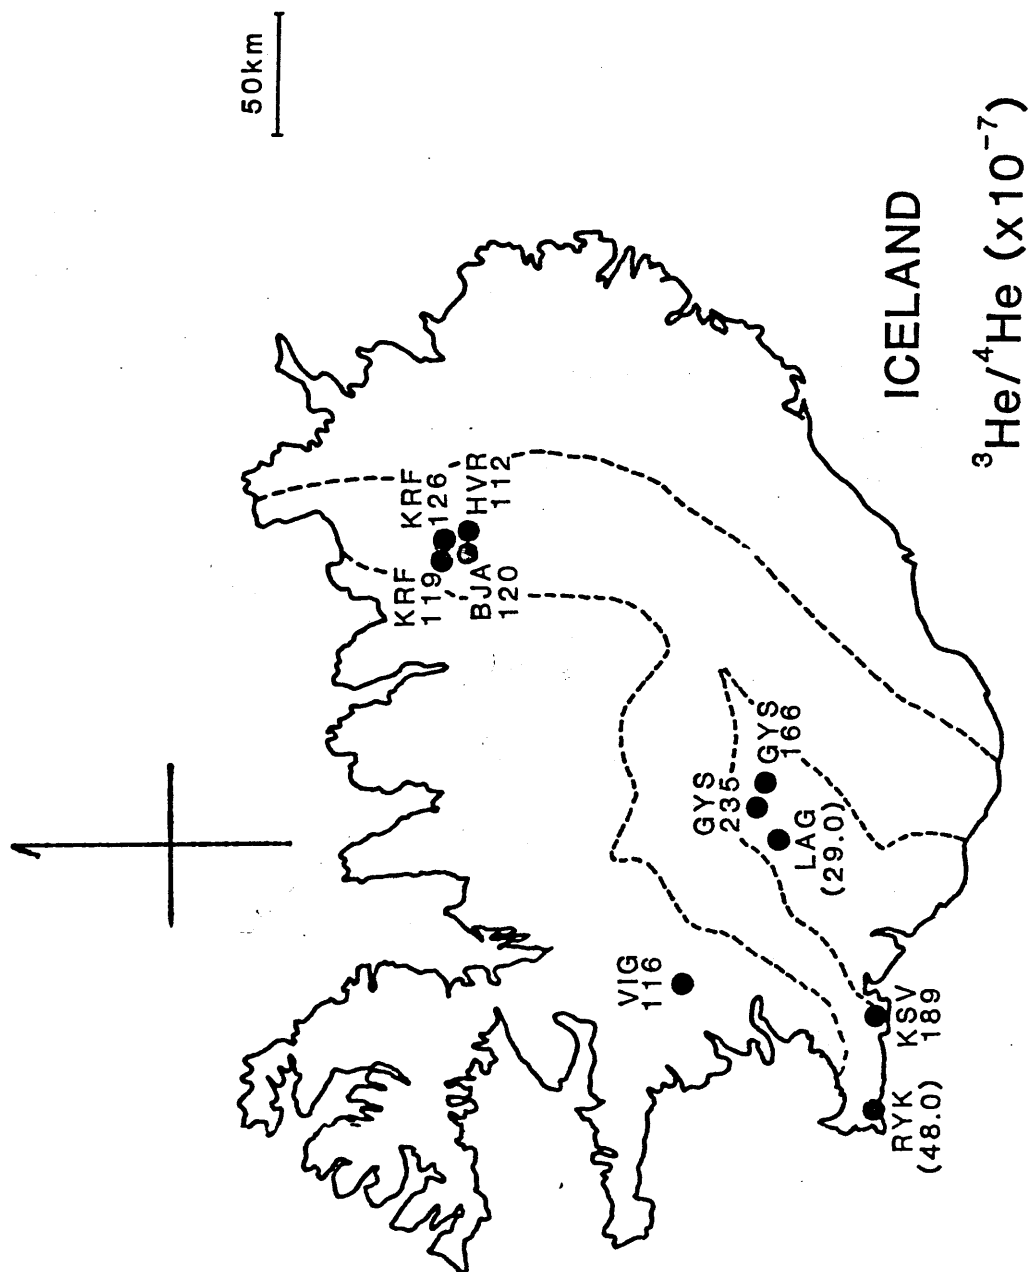 50km
KRF
126
HVR
112
KRF
119
BJA
120
GYS
166
GYS
235
LAG
(29.0)
VIG
116
KSV
189
RYK
(48.0)
ICELAND
³He/⁴He (x10⁻⁷)